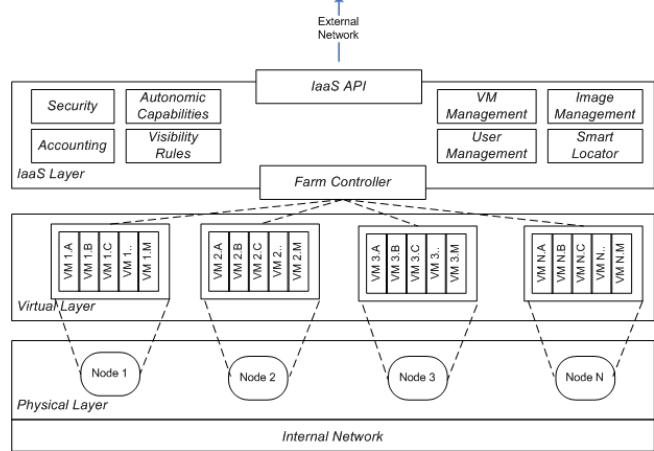 External
Network
IaaS API
Security
Autonomic
Capabilities
VM
Management
Image
Management
Accounting
Visibility
Rules
User
Management
Smart
Locator
IaaS Layer
Farm Controller
VM 1.A
VM 1.B
VM 1.C
VM 1..
VM 1.M
VM 2.A
VM 2.B
VM 2.C
VM 2..
VM 2.M
VM 3.A
VM 3.B
VM 3.C
VM 3..
VM 3.M
VM N.A
VM N.B
VM N.C
VM N..
VM N.M
Virtual Layer
Node 1
Node 2
Node 3
Node N
Physical Layer
Internal Network